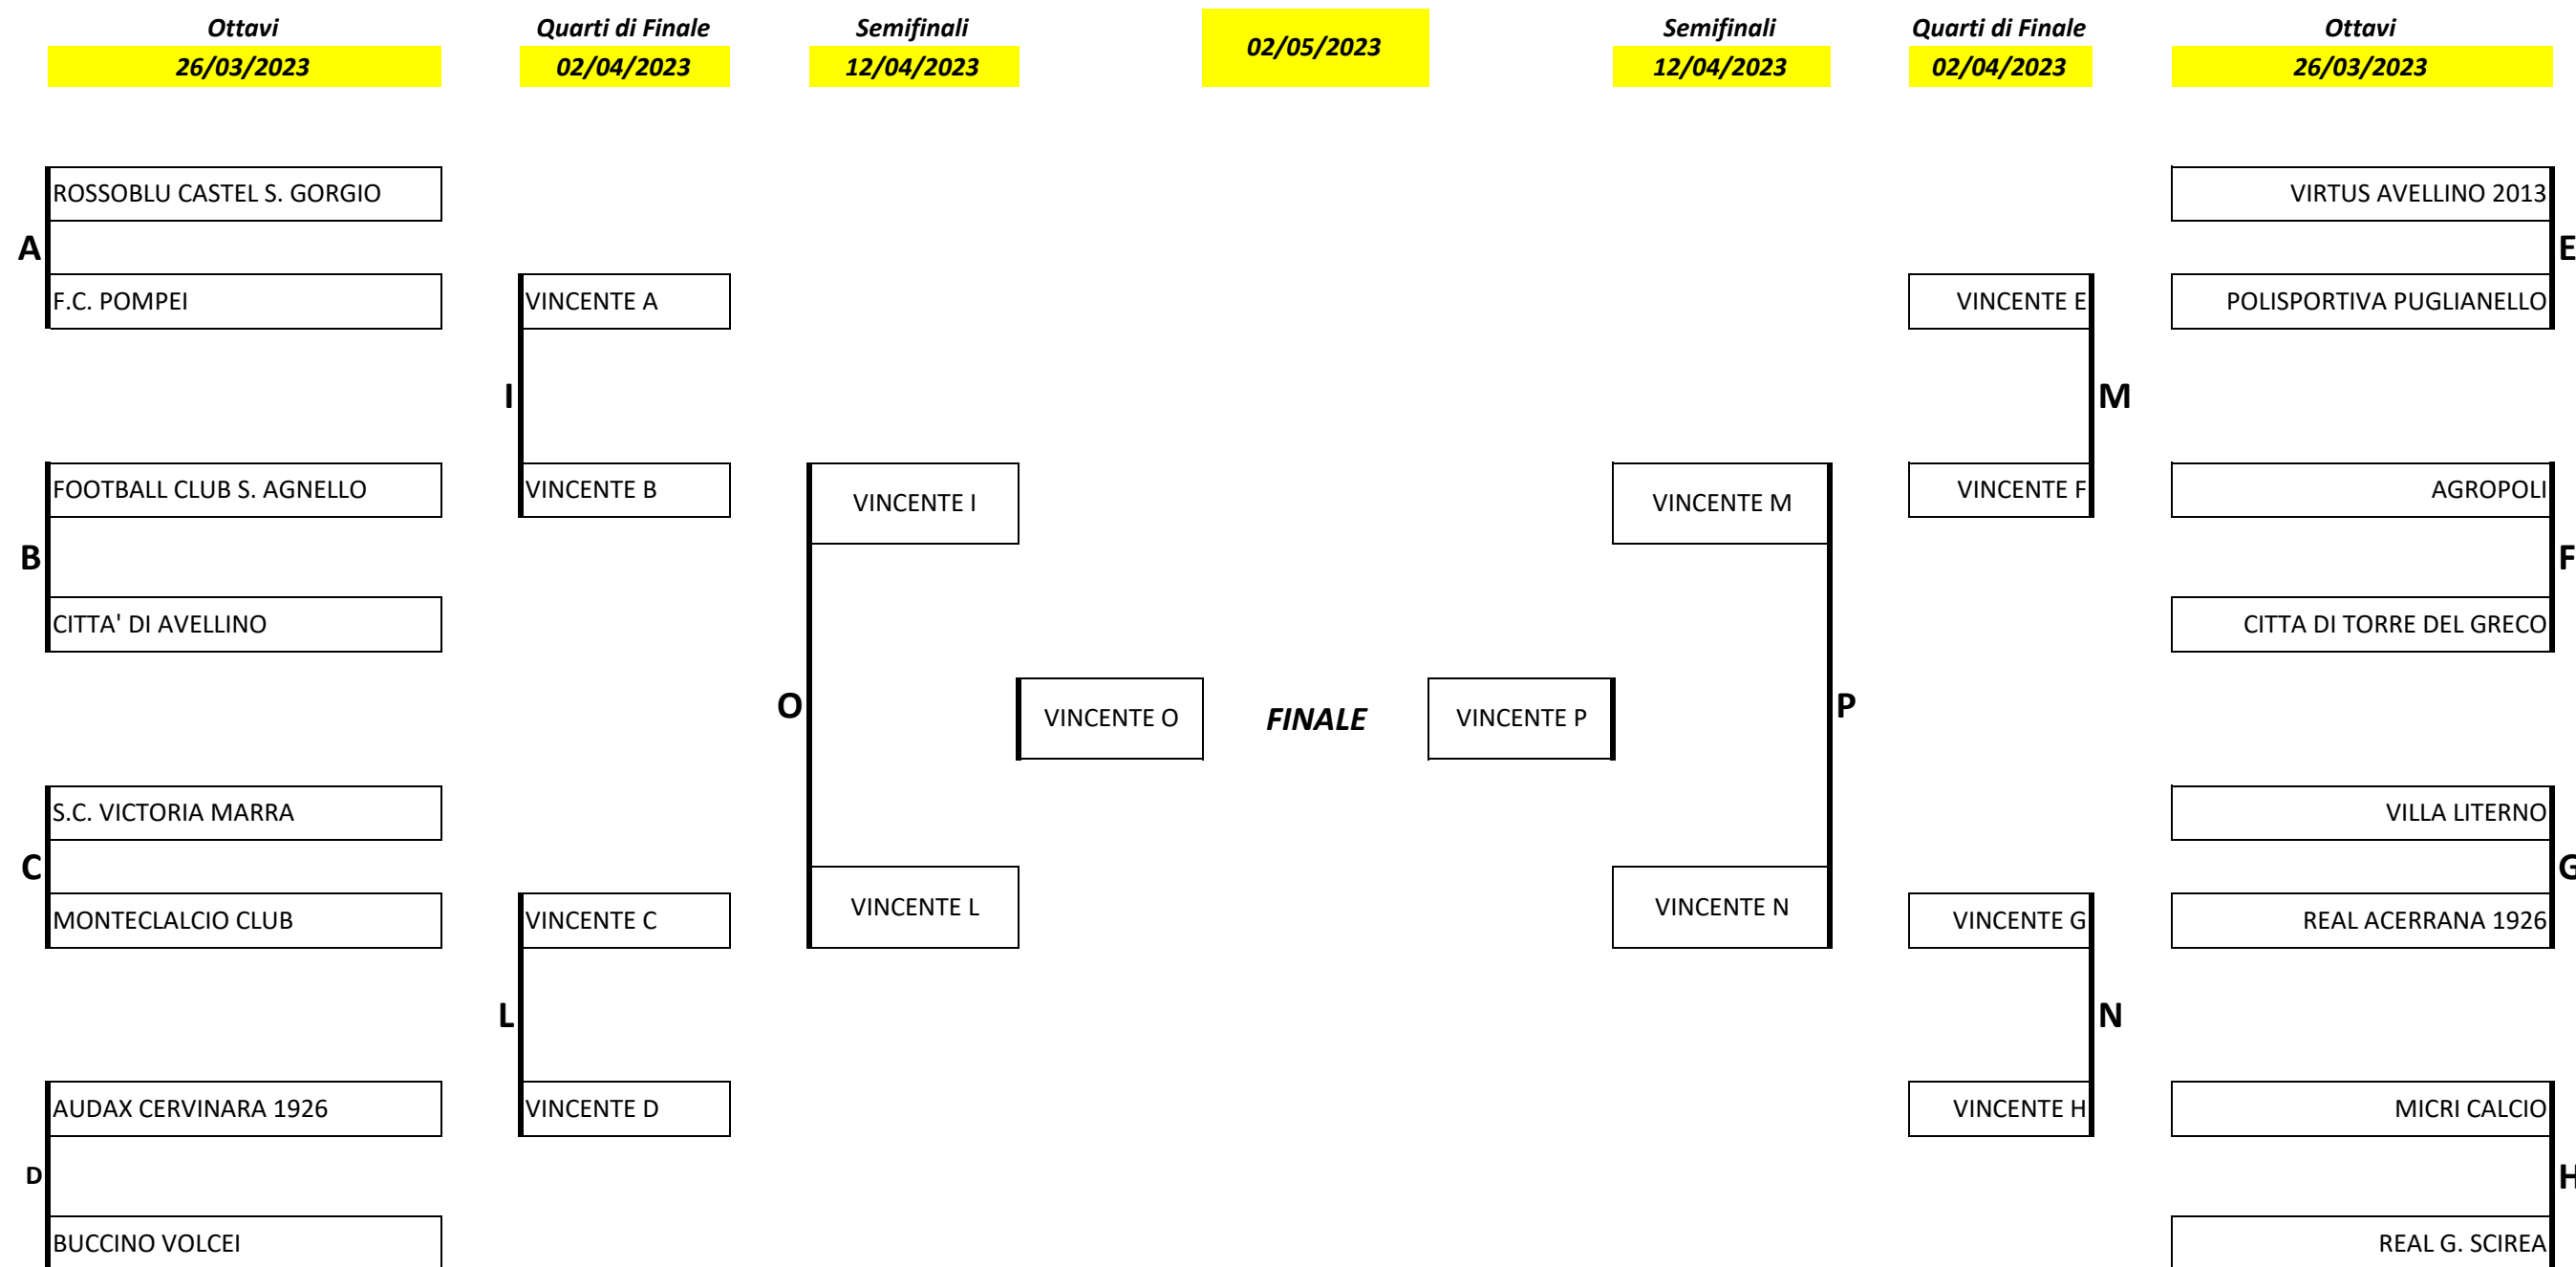 Ottavi Quarti di Finale Semifinali 02/05/2023 Semifinali Quarti di Finale Ottavi
26/03/2023 02/04/2023 12/04/2023 12/04/2023 02/04/2023 26/03/2023
ROSSOBLU CASTEL S. GORGIO VIRTUS AVELLINO 2013
A E
F.C. POMPEI VINCENTE A VINCENTE E POLISPORTIVA PUGLIANELLO
I M
FOOTBALL CLUB S. AGNELLO VINCENTE B VINCENTE I VINCENTE M VINCENTE F AGROPOLI
B F
CITTA' DI AVELLINO CITTA DI TORRE DEL GRECO
O VINCENTE O FINALE VINCENTE P P
S.C. VICTORIA MARRA VILLA LITERNO
C G
MONTECLALCIO CLUB VINCENTE C VINCENTE L VINCENTE N VINCENTE G REAL ACERRANA 1926
L N
AUDAX CERVINARA 1926 VINCENTE D VINCENTE H MICRI CALCIO
D H
BUCCINO VOLCEI REAL G. SCIREA